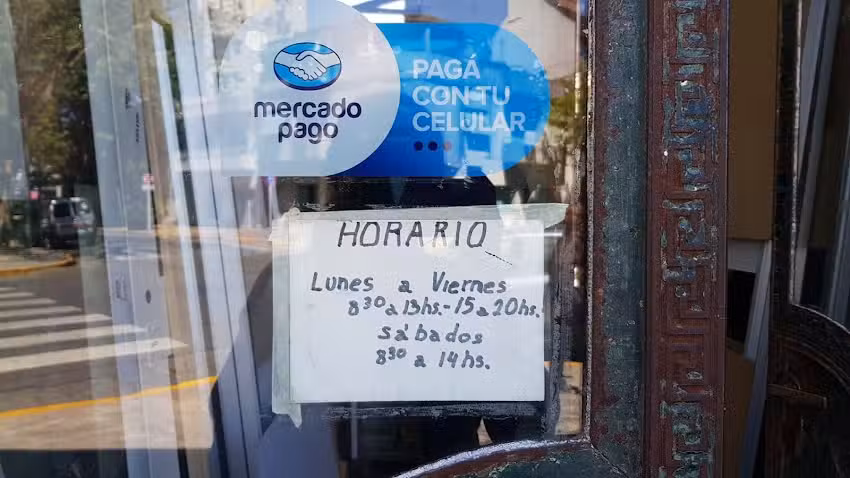 mercado
pago
PAGÁ
CON TU
CELULAR
HORARIO
Lunes a Viernes
8³⁰ a 13hs.- 15 a 20hs.
Sábados
8³⁰ a 14hs.